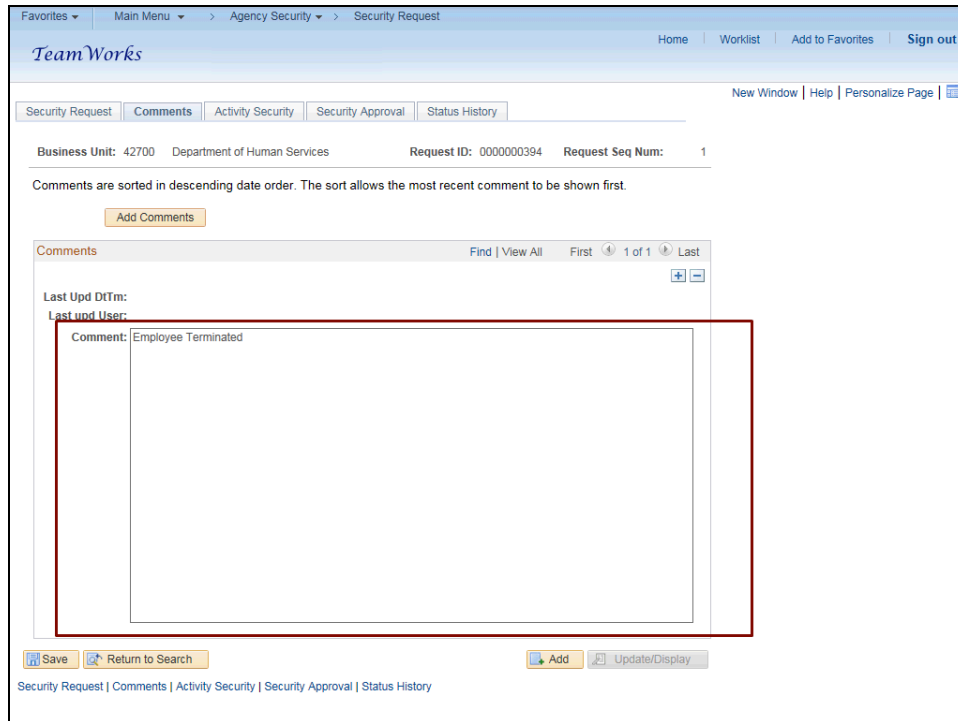 Favorites Main Menu > Agency Security > Security Request
Home Worklist Add to Favorites Sign out
TeamWorks
New Window | Help | Personalize Page |
Security Request Comments Activity Security Security Approval Status History
Business Unit: 42700 Department of Human Services Request ID: 0000000394 Request Seq Num: 1
Comments are sorted in descending date order. The sort allows the most recent comment to be shown first.
Add Comments
Comments Find | View All First 1 of 1 Last
Last Upd DtTm:
Last upd User:
Comment: Employee Terminated
Save Return to Search Add Update/Display
Security Request | Comments | Activity Security | Security Approval | Status History